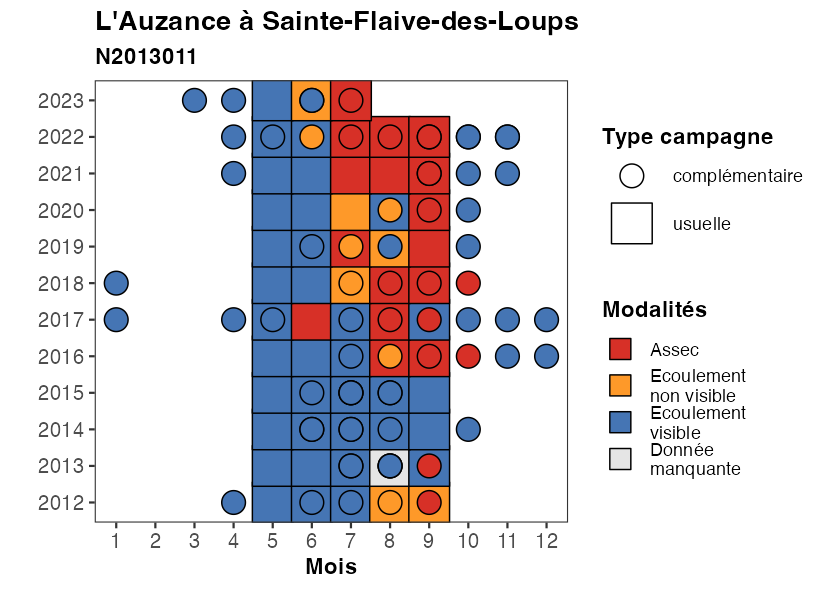 L'Auzance à Sainte-Flaive-des-Loups
N2013011
2023
2022
2021
2020
2019
2018
2017
2016
2015
2014
2013
2012
1 2 3 4 5 6 7 8 9 10 11 12
Mois
Type campagne
complémentaire
usuelle
Modalités
Assec
Ecoulement
non visible
Ecoulement
visible
Donnée
manquante